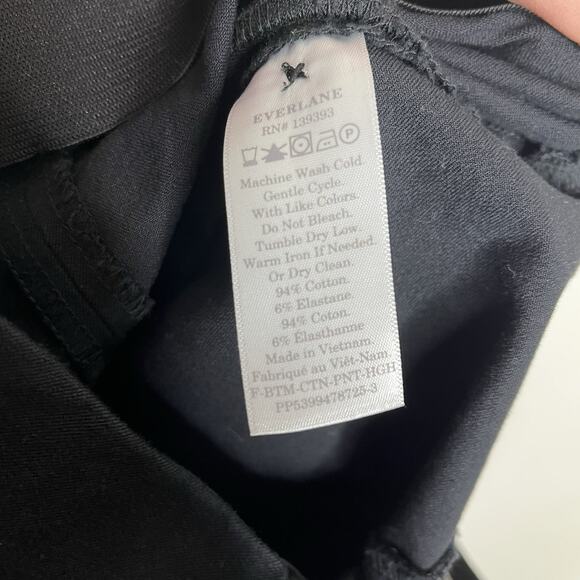 EVERLANE
RN# 139393
P
Machine Wash Cold.
Gentle Cycle.
With Like Colors.
Do Not Bleach.
Tumble Dry Low.
Warm Iron If Needed.
Or Dry Clean.
94% Cotton.
6% Elastane.
94% Coton.
6% Élasthanne
Made in Vietnam.
Fabriqué au Viêt-Nam.
F-BTM-CTN-PNT-HGH
PP5399478725-3